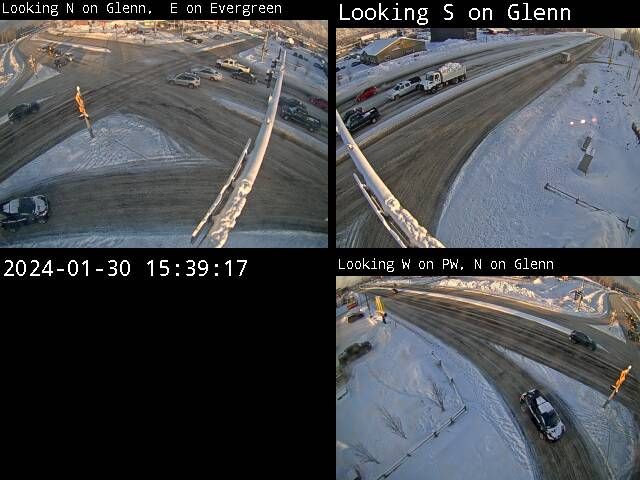 Looking N on Glenn,  E on Evergreen
Looking S on Glenn
2024-01-30 15:39:17
Looking W on PW, N on Glenn